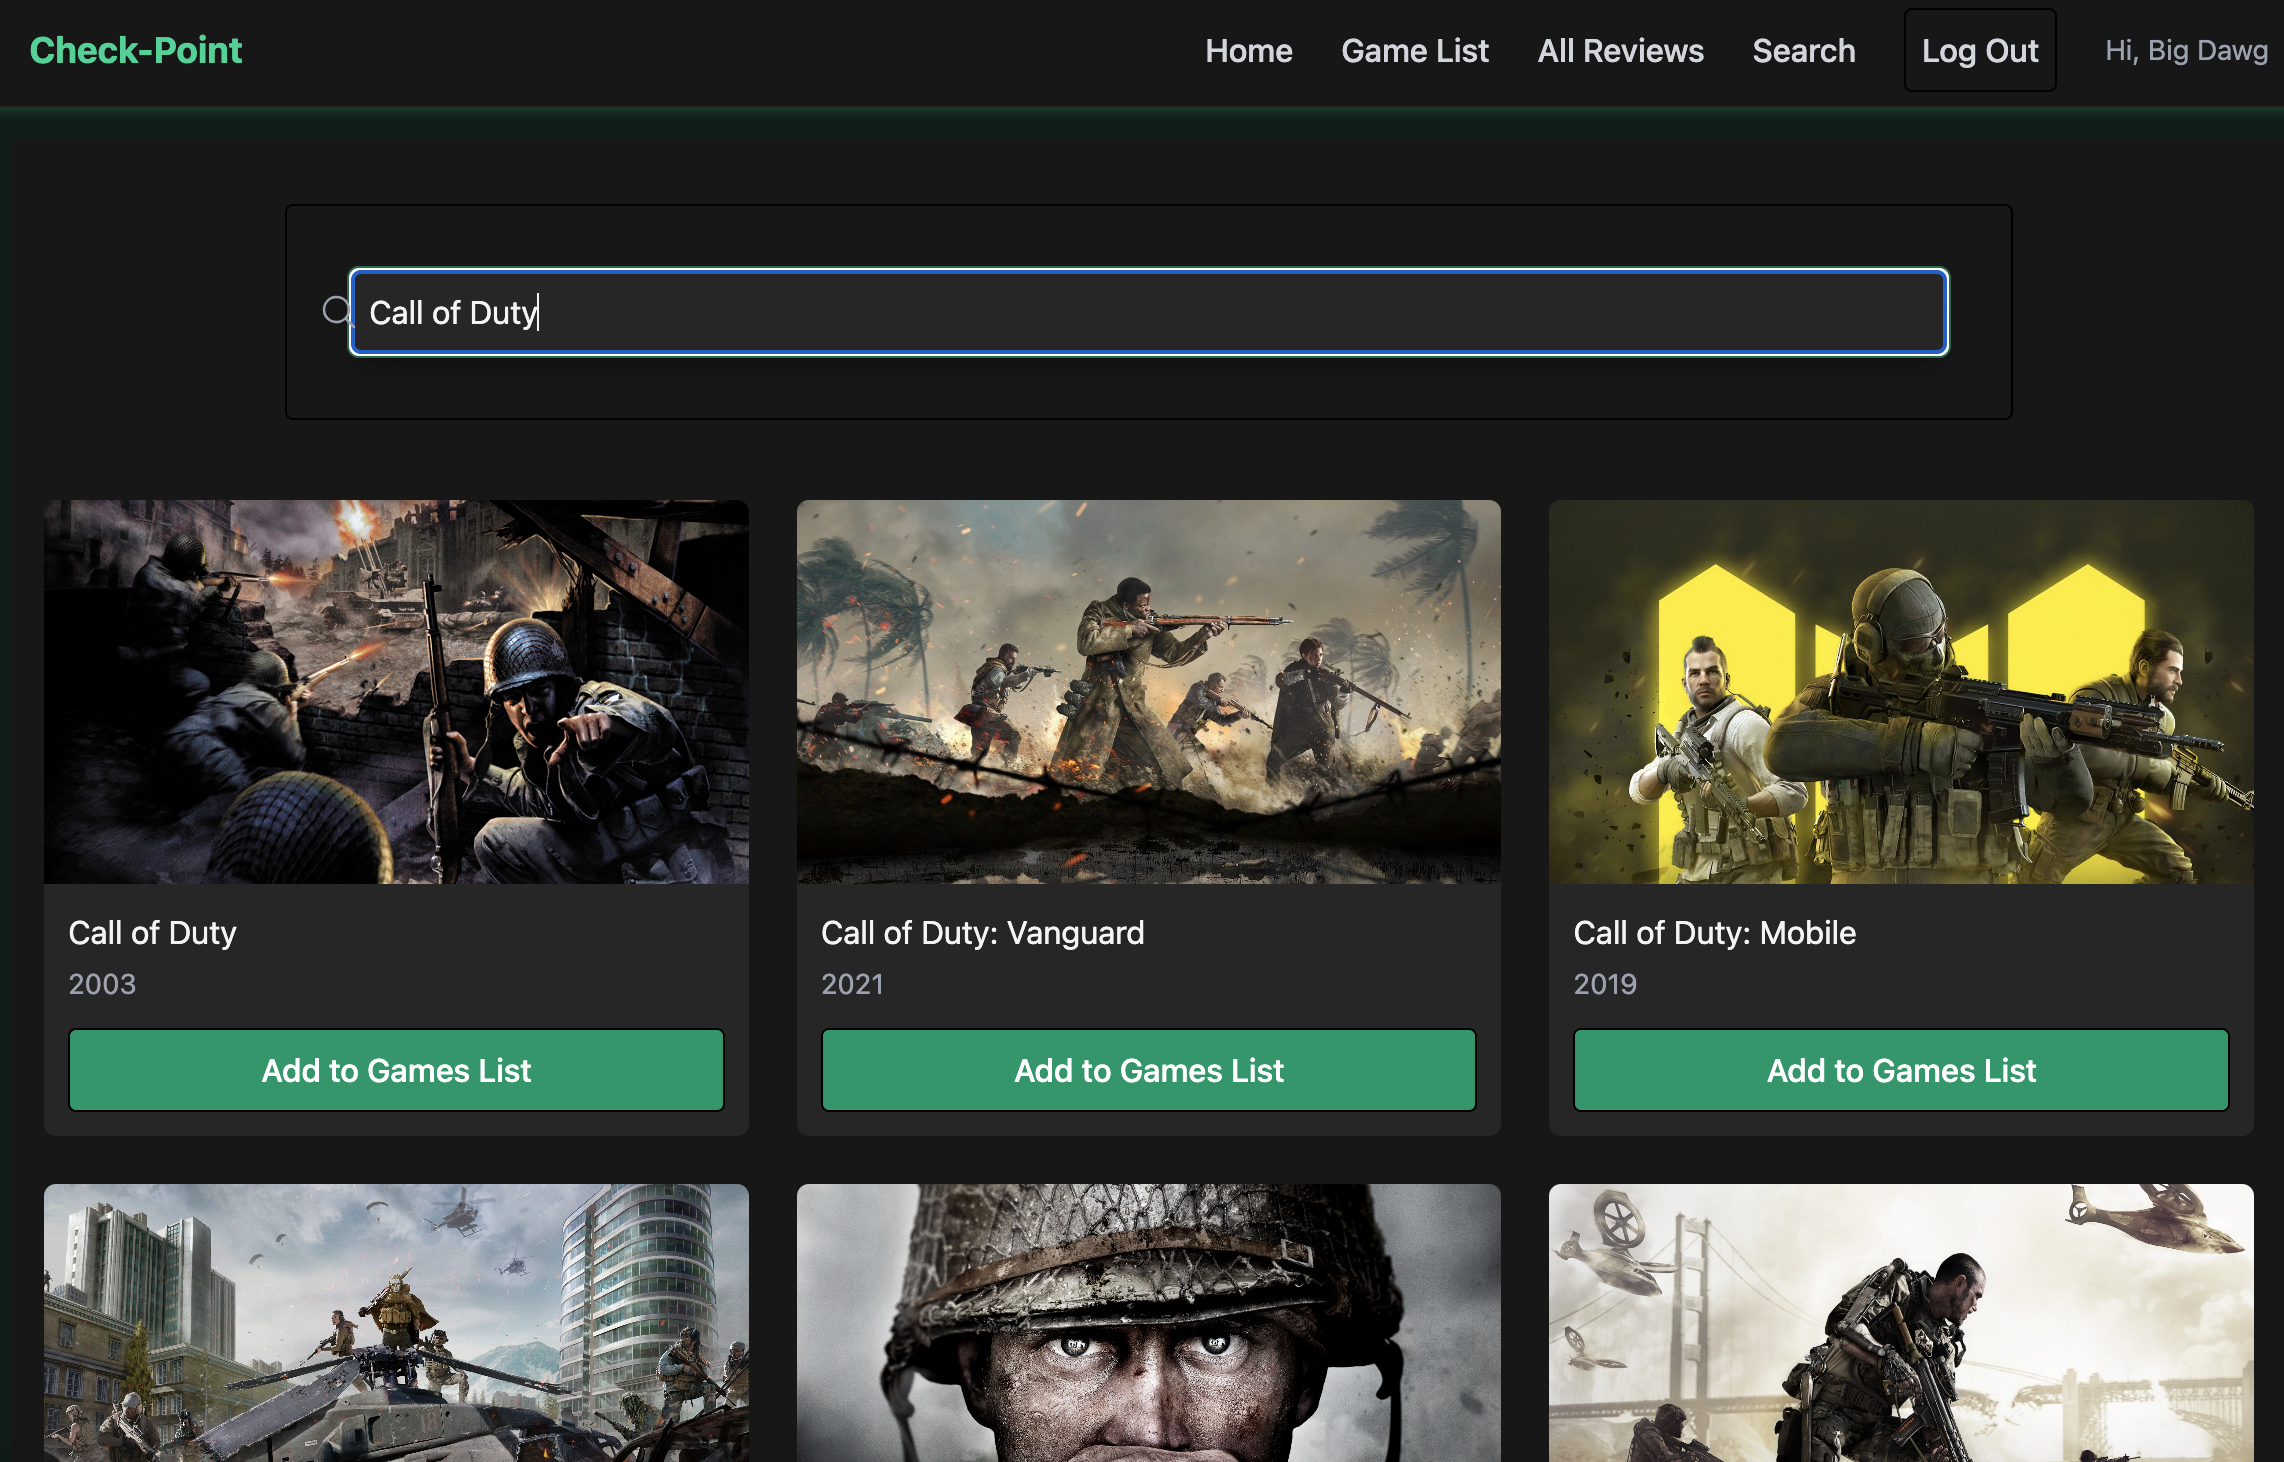 Check-Point
Home
Game List
All Reviews
Search
Log Out
Hi, Big Dawg
Call of Duty
Call of Duty
2003
Add to Games List
Call of Duty: Vanguard
2021
Add to Games List
Call of Duty: Mobile
2019
Add to Games List